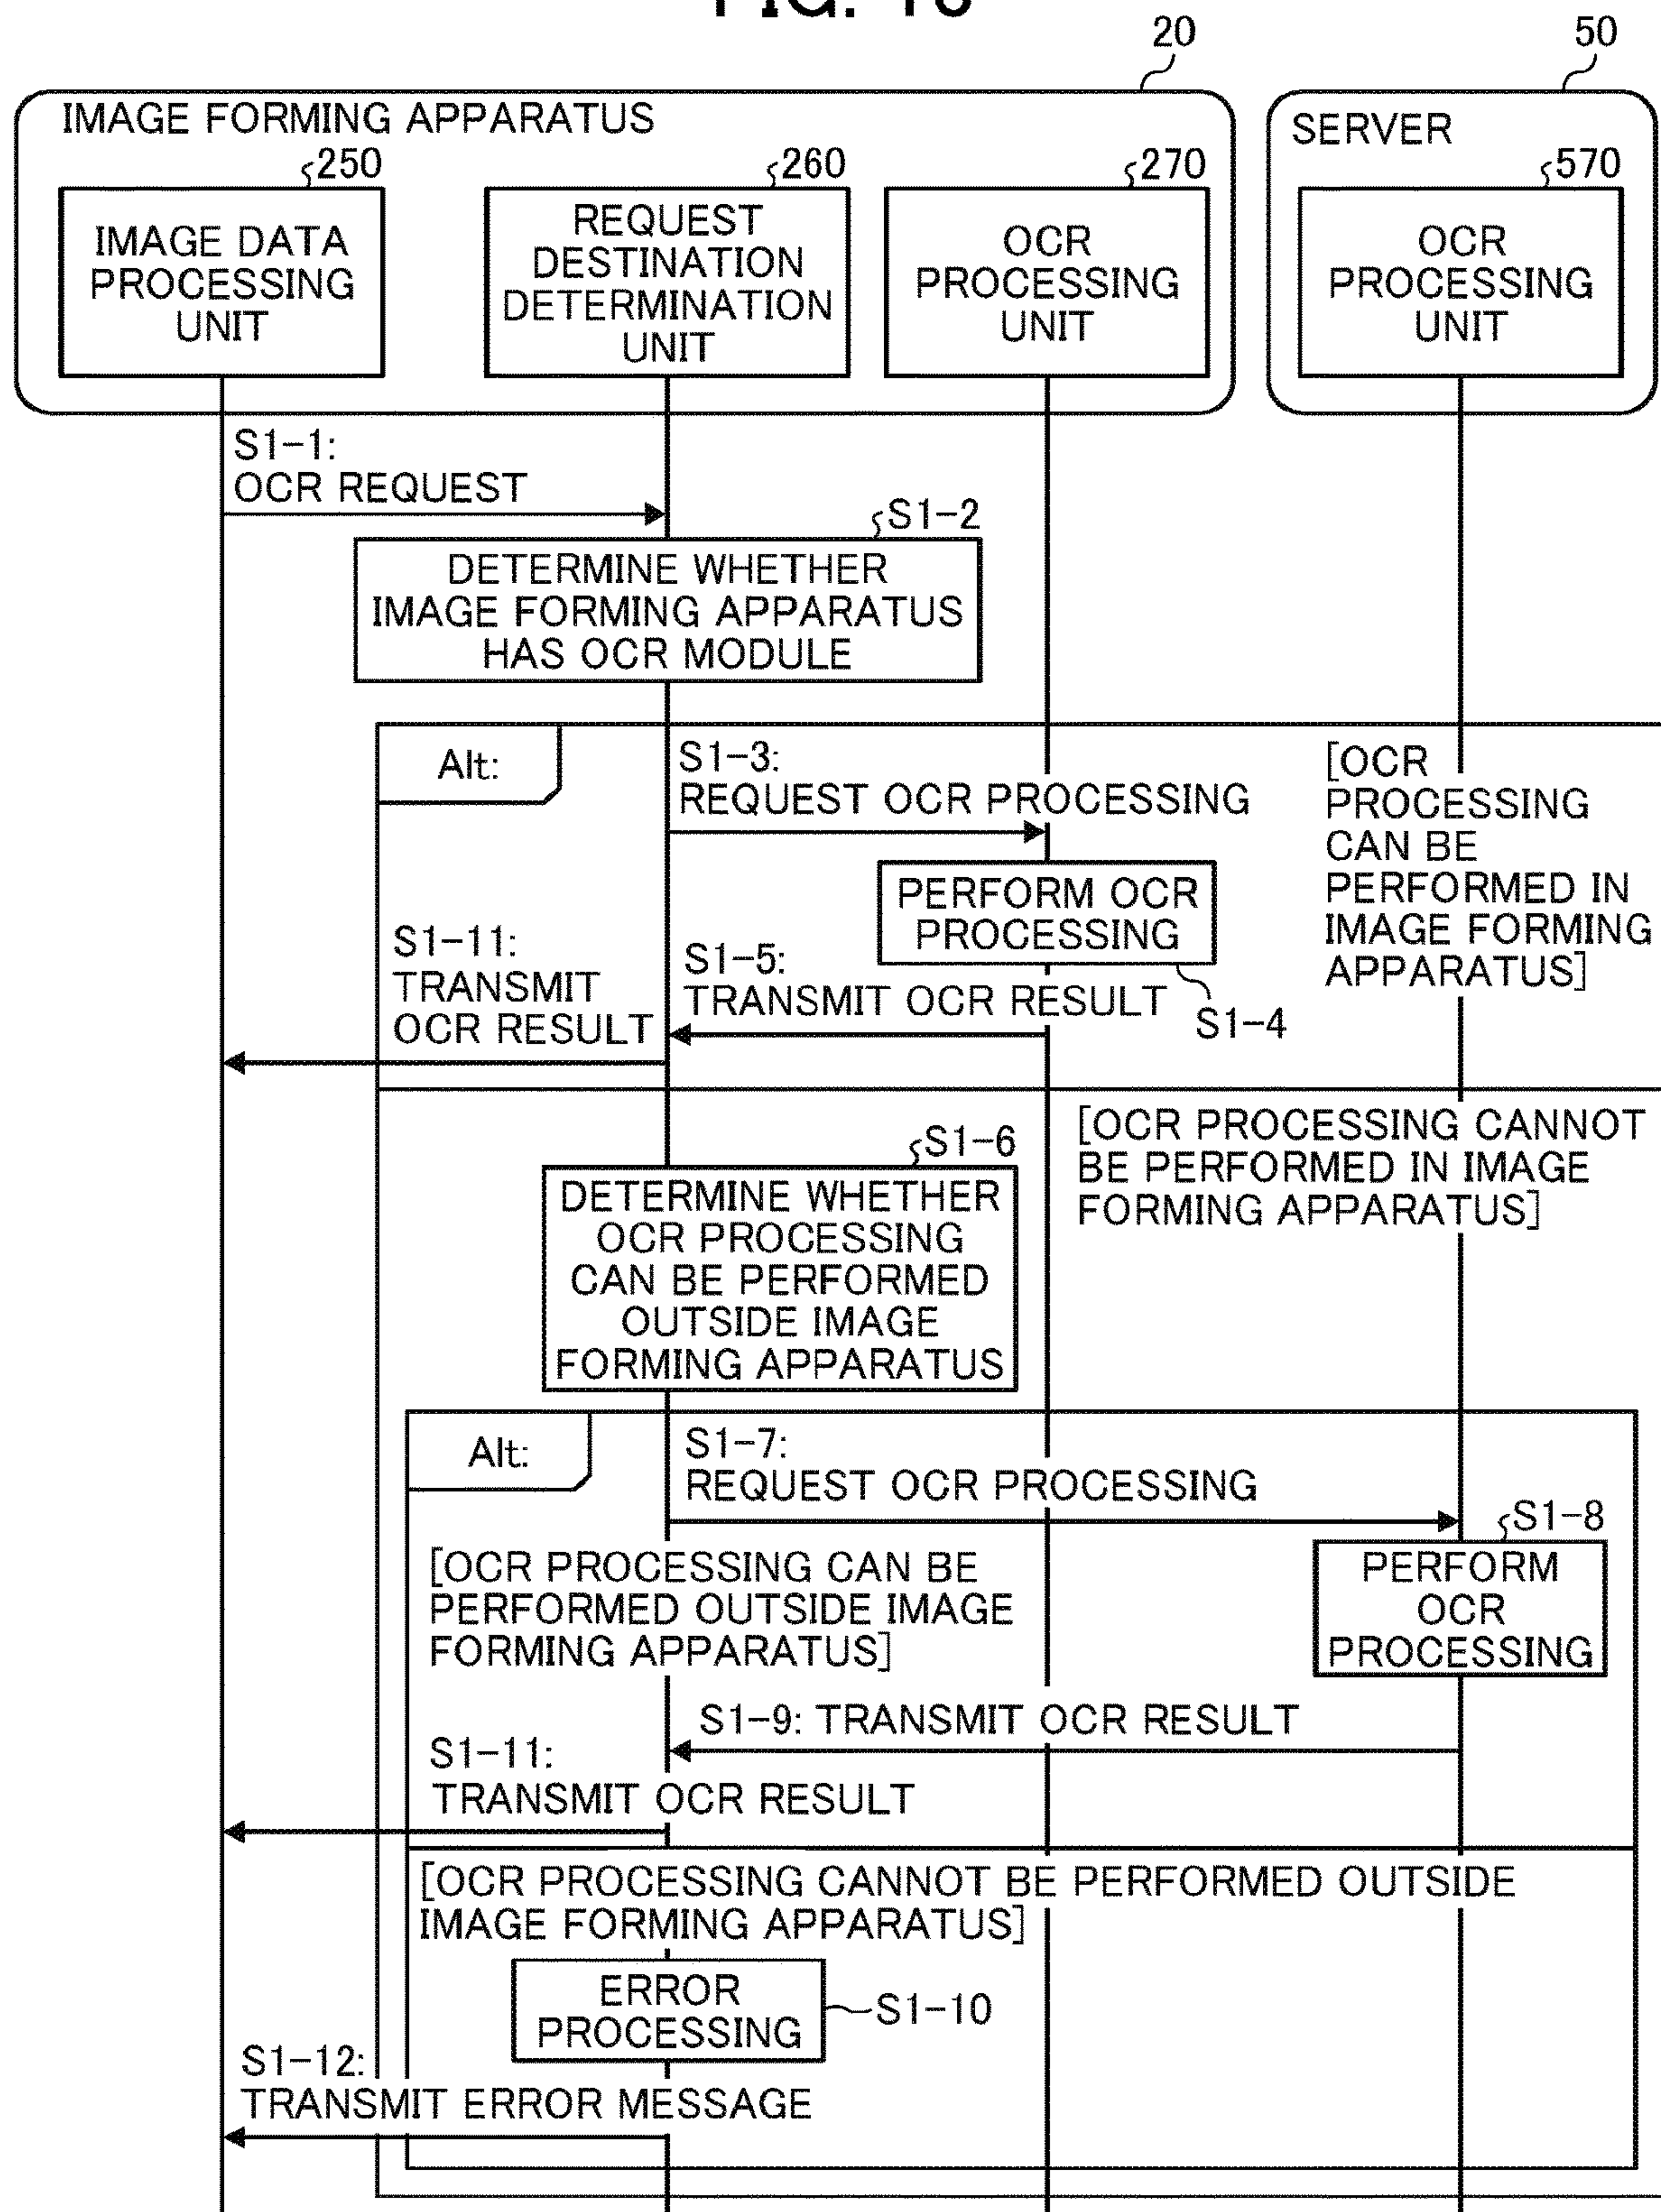 20
50
IMAGE FORMING APPARATUS
SERVER
250
260
270
570
IMAGE DATA
PROCESSING
UNIT
REQUEST
DESTINATION
DETERMINATION
UNIT
OCR
PROCESSING
UNIT
OCR
PROCESSING
UNIT
S1-1:
OCR REQUEST
S1-2
DETERMINE WHETHER
IMAGE FORMING APPARATUS
HAS OCR MODULE
Alt:
S1-3:
REQUEST OCR PROCESSING
[OCR
PROCESSING
CAN BE
PERFORMED IN
IMAGE FORMING
APPARATUS]
PERFORM OCR
PROCESSING
S1-4
S1-5:
TRANSMIT OCR RESULT
S1-11:
TRANSMIT
OCR RESULT
[OCR PROCESSING CANNOT
BE PERFORMED IN IMAGE
FORMING APPARATUS]
S1-6
DETERMINE WHETHER
OCR PROCESSING
CAN BE PERFORMED
OUTSIDE IMAGE
FORMING APPARATUS
Alt:
S1-7:
REQUEST OCR PROCESSING
S1-8
PERFORM
OCR
PROCESSING
[OCR PROCESSING CAN BE
PERFORMED OUTSIDE IMAGE
FORMING APPARATUS]
S1-9: TRANSMIT OCR RESULT
S1-11:
TRANSMIT OCR RESULT
[OCR PROCESSING CANNOT BE PERFORMED OUTSIDE
IMAGE FORMING APPARATUS]
ERROR
PROCESSING
S1-10
S1-12:
TRANSMIT ERROR MESSAGE